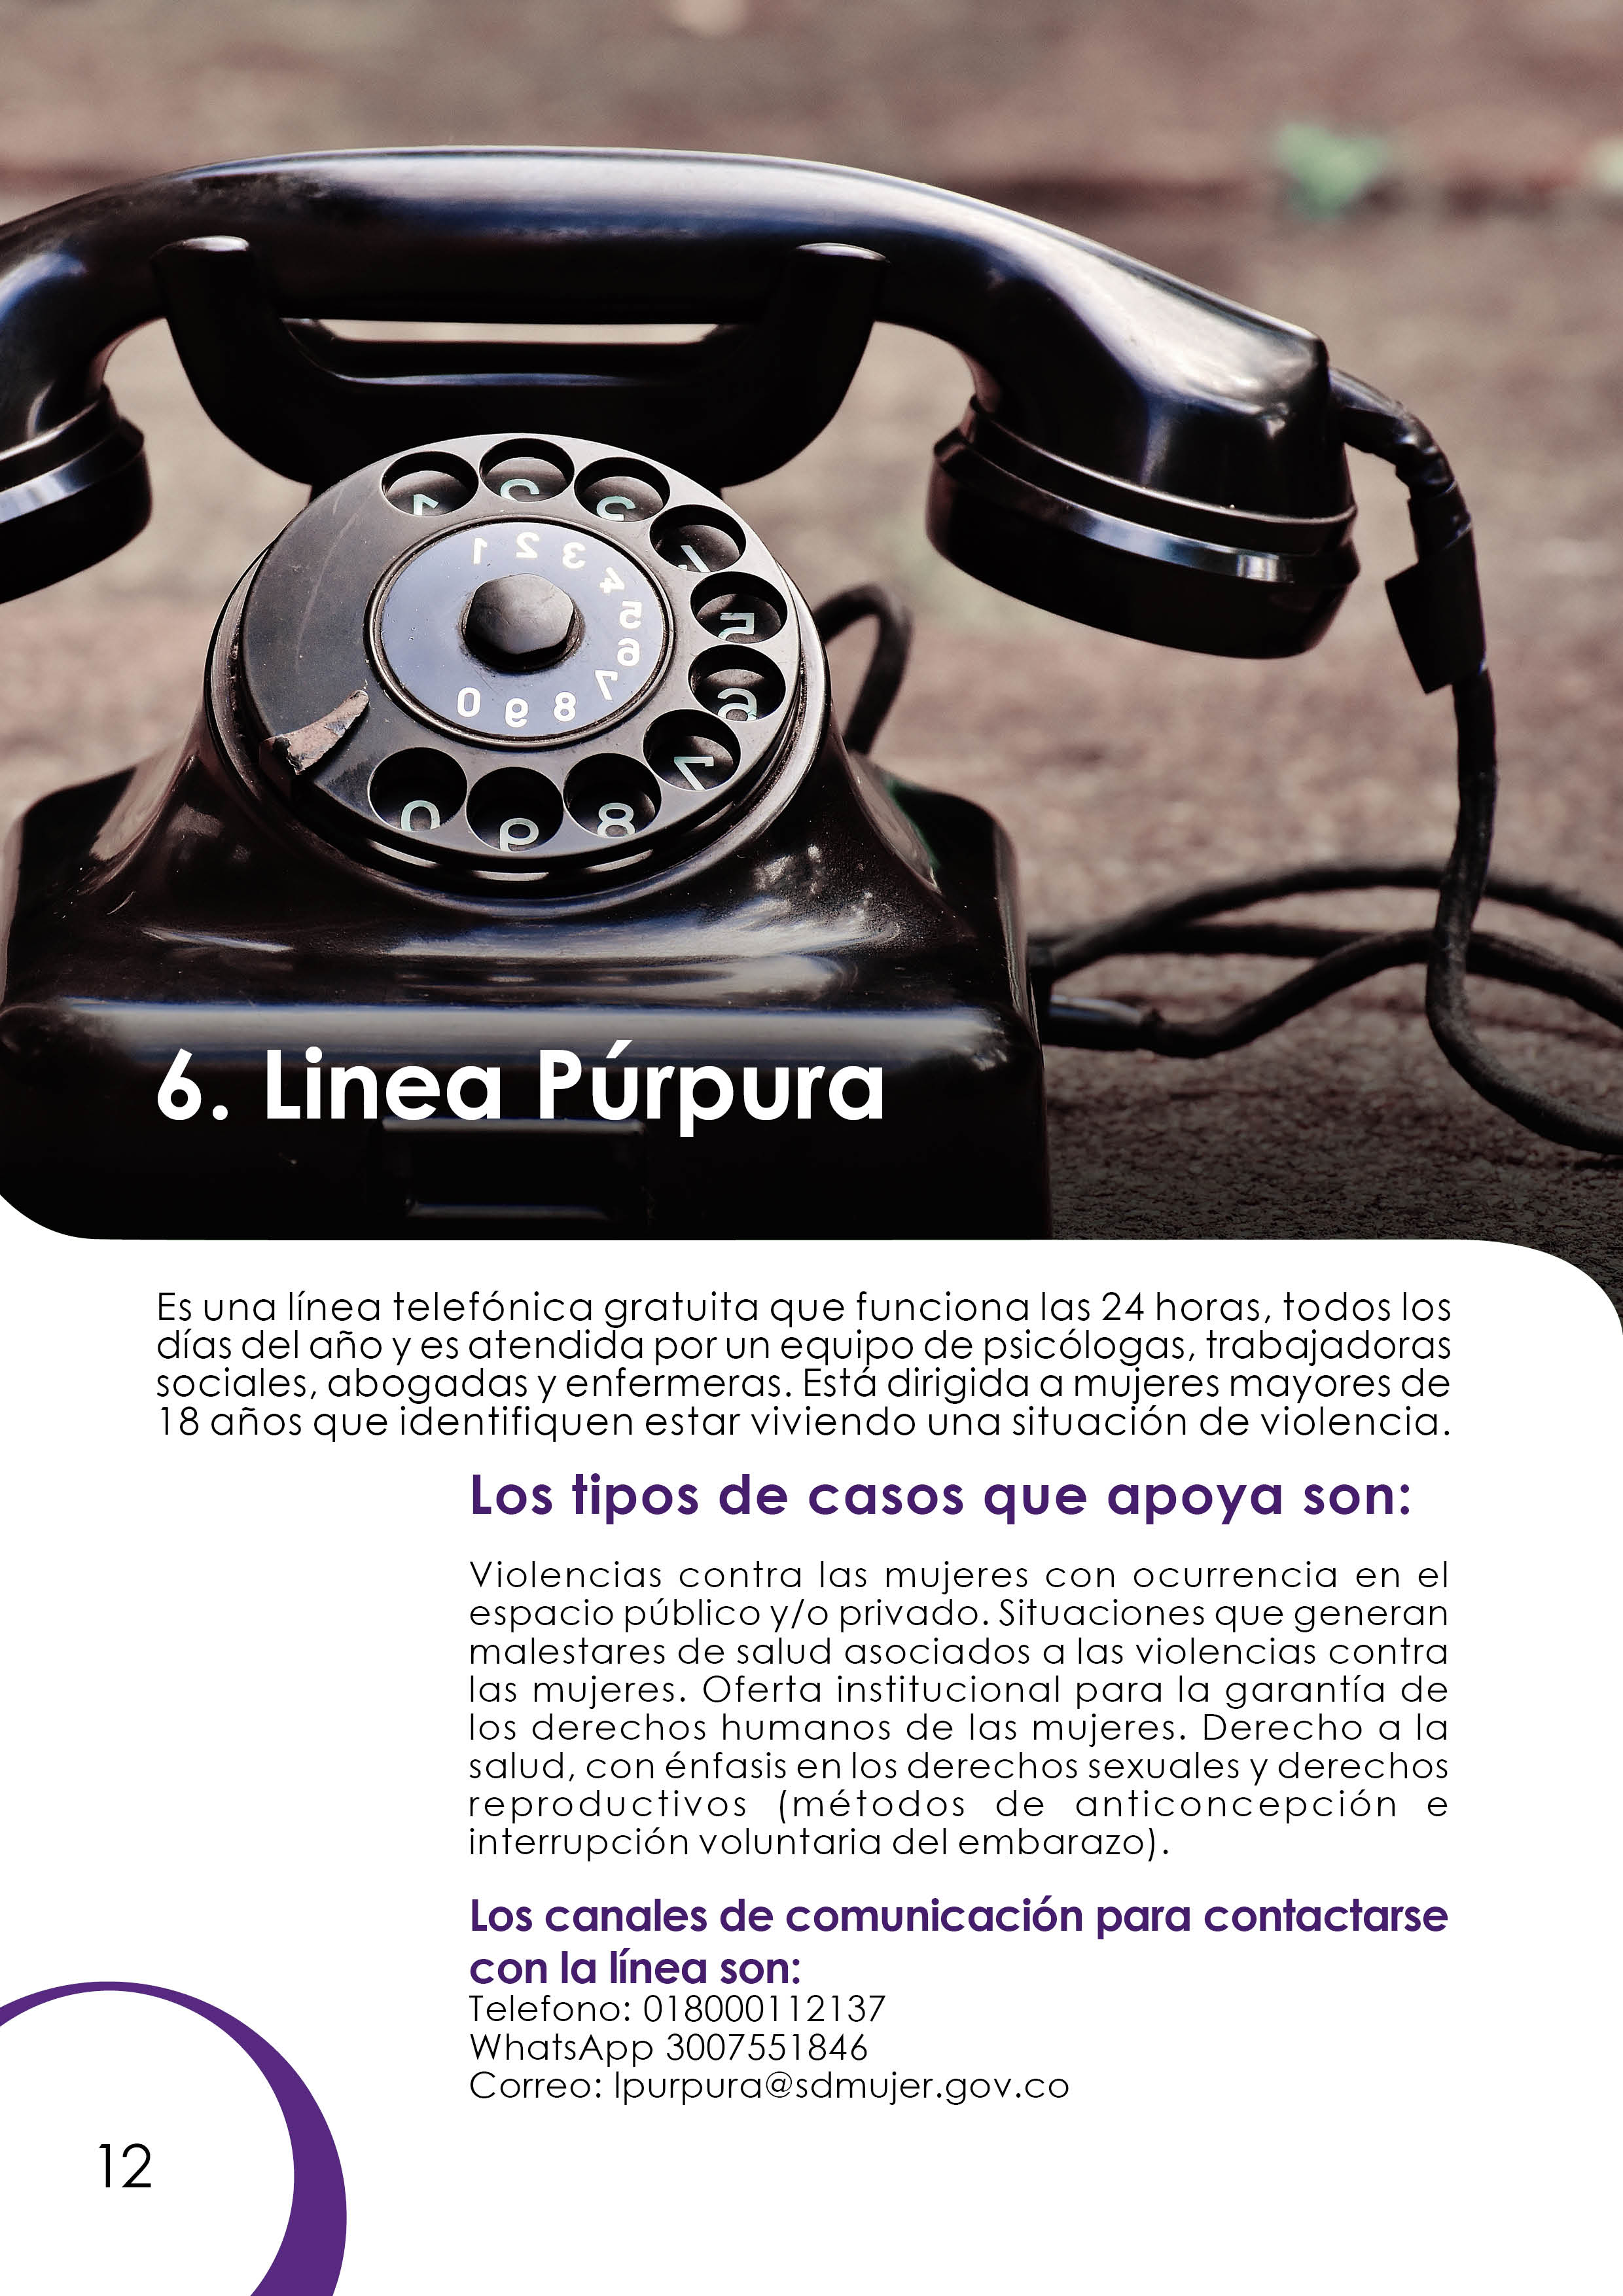 6. Linea Púrpura
Es una línea telefónica gratuita que funciona las 24 horas, todos los
días del año y es atendida por un equipo de psicólogas, trabajadoras
sociales, abogadas y enfermeras. Está dirigida a mujeres mayores de
18 años que identifiquen estar viviendo una situación de violencia.
Los tipos de casos que apoya son:
Violencias contra las mujeres con ocurrencia en el
espacio público y/o privado. Situaciones que generan
malestares de salud asociados a las violencias contra
las mujeres. Oferta institucional para la garantía de
los derechos humanos de las mujeres. Derecho a la
salud, con énfasis en los derechos sexuales y derechos
reproductivos (métodos de anticoncepción e
interrupción voluntaria del embarazo).
Los canales de comunicación para contactarse
con la línea son:
Telefono: 018000112137
WhatsApp 3007551846
Correo: lpurpura@sdmujer.gov.co
12